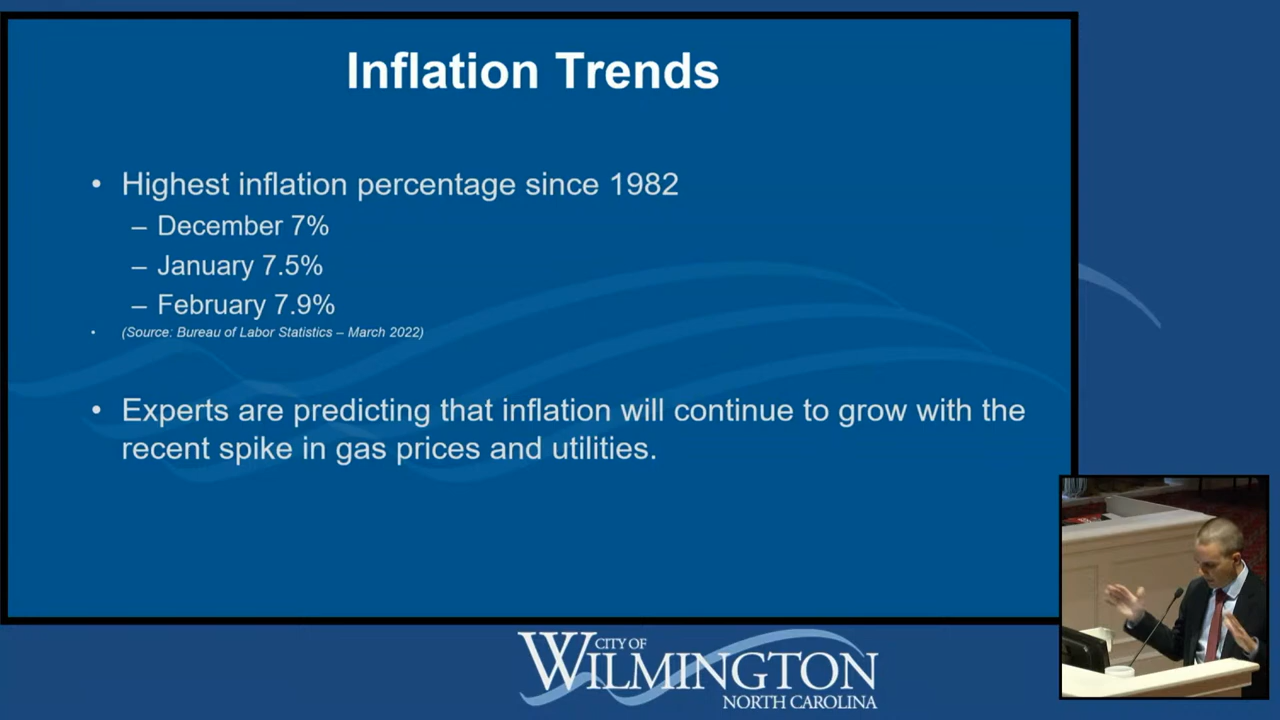 Inflation Trends
• Highest inflation percentage since 1982
– December 7%
– January 7.5%
– February 7.9%
• (Source: Bureau of Labor Statistics – March 2022)
• Experts are predicting that inflation will continue to grow with the
recent spike in gas prices and utilities.
CITY OF
WILMINGTON
NORTH CAROLINA